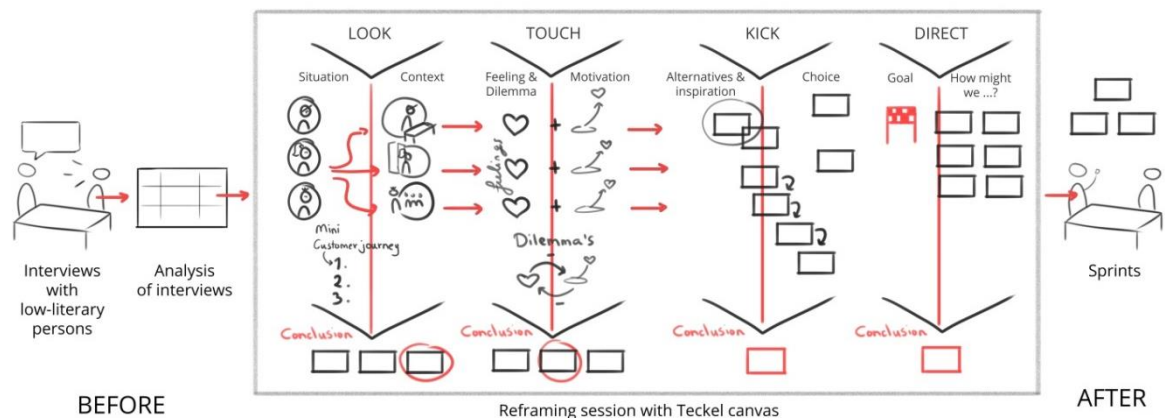 LOOK
TOUCH
KICK
DIRECT
Situation
Context
Feeling &
Dilemma
Motivation
Alternatives &
inspiration
Choice
Goal
How might
we ...?
feelings
Mini
Customer journey
1.
2.
3.
Dilemma's
Conclusion
Conclusion
Conclusion
Conclusion
Interviews
with
low-literary
persons
Analysis
of interviews
Sprints
BEFORE
Reframing session with Teckel canvas
AFTER